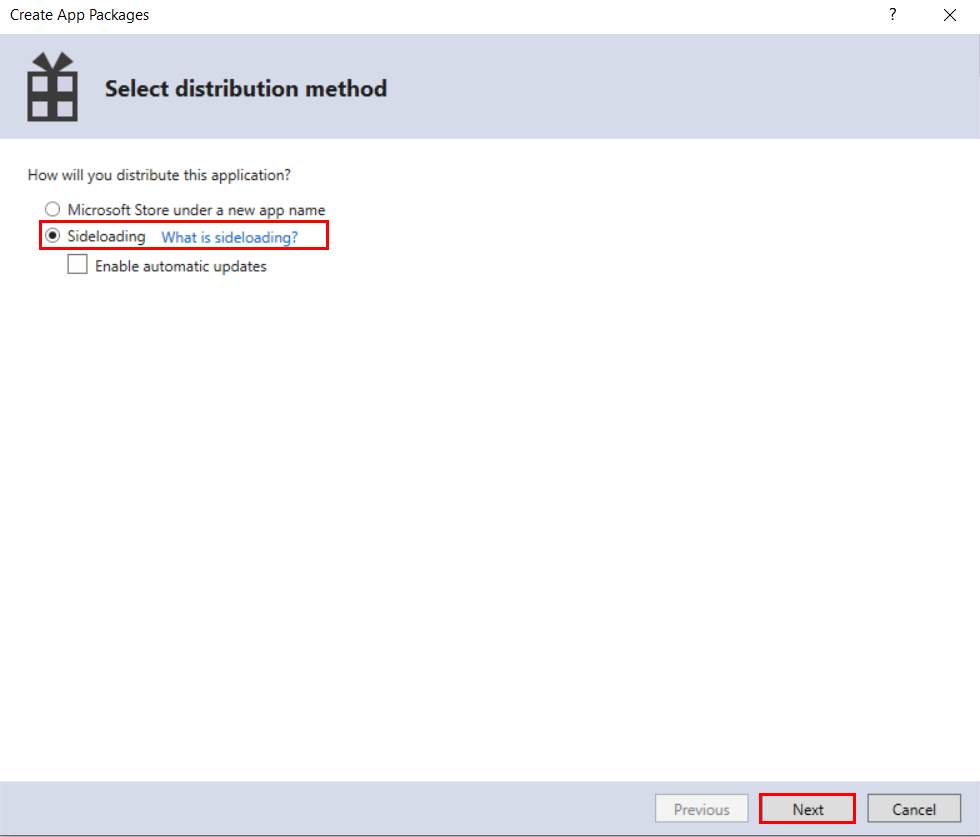 Create App Packages ?
Select distribution method
How will you distribute this application?
Microsoft Store under a new app name
Sideloading What is sideloading?
Enable automatic updates
Previous Next Cancel